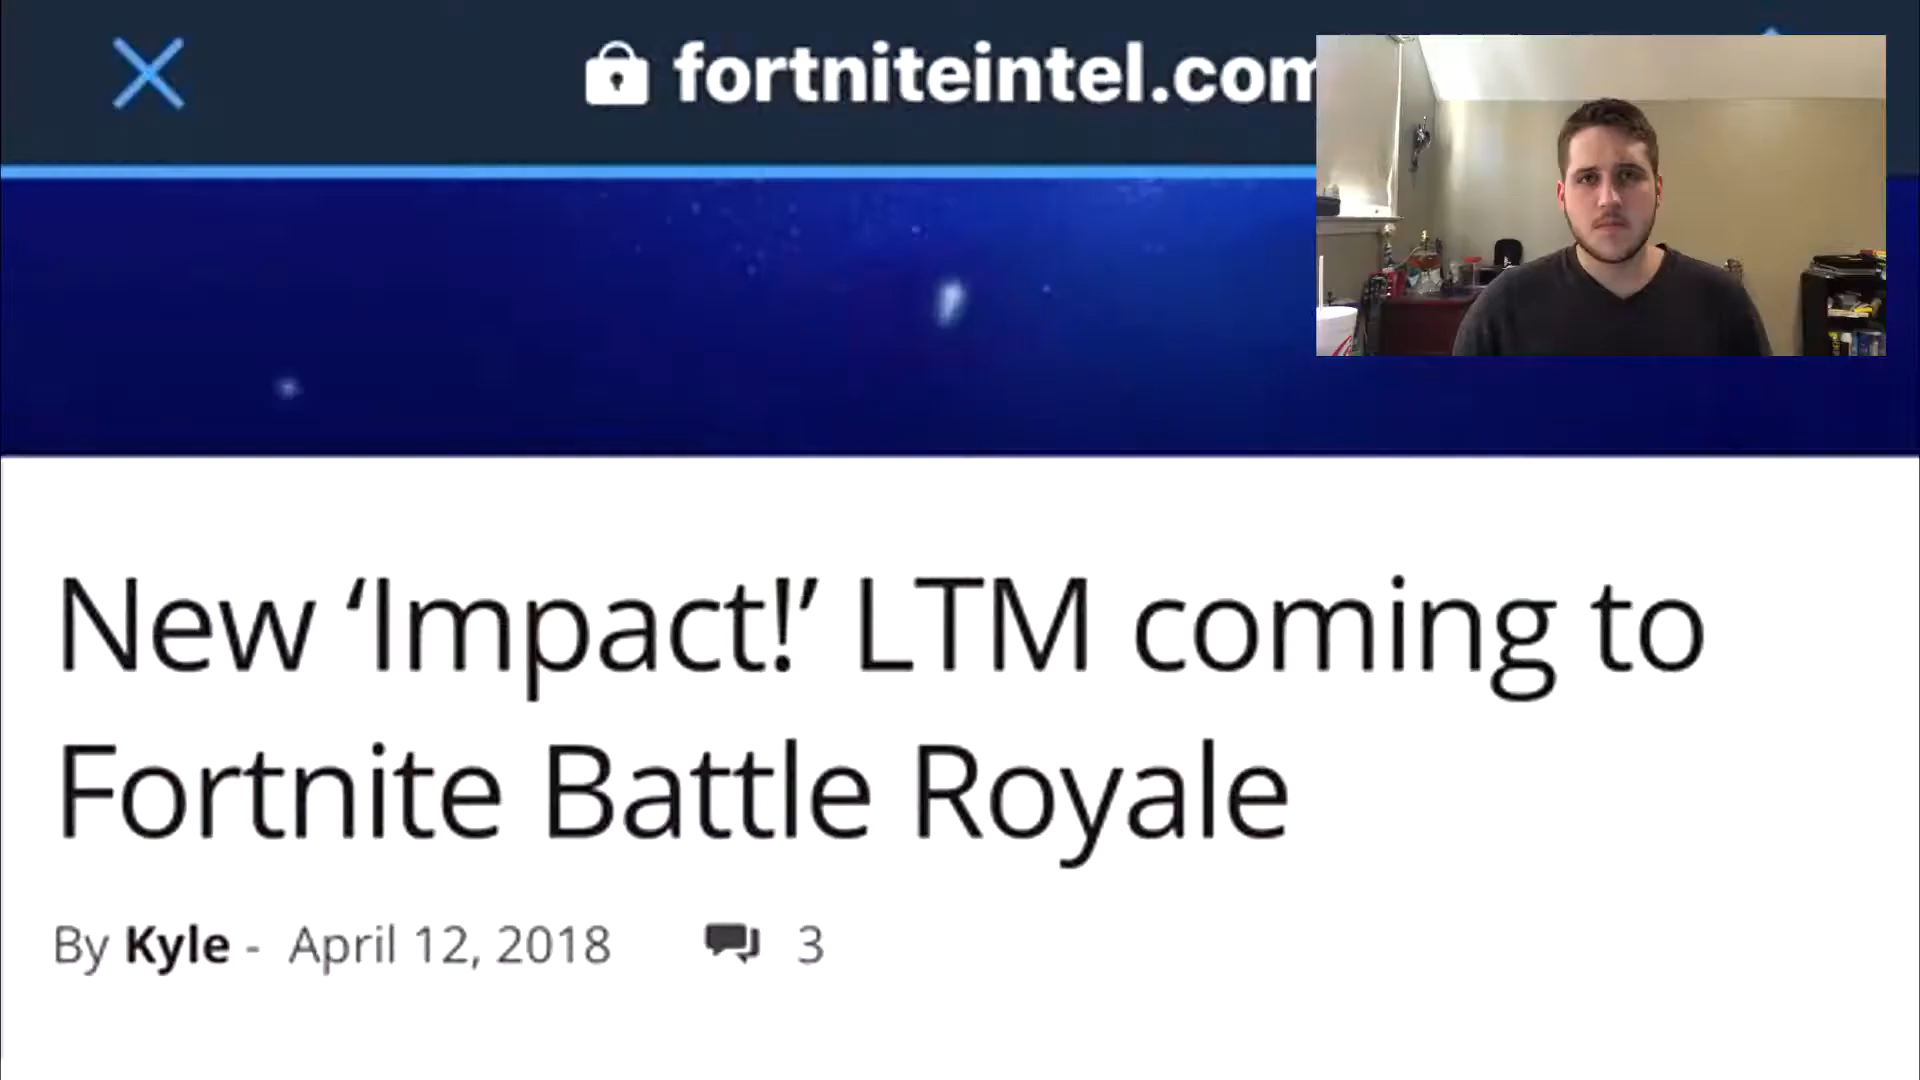 fortniteintel.com
New ‘Impact!’ LTM coming to
Fortnite Battle Royale
By Kyle - April 12, 2018 3